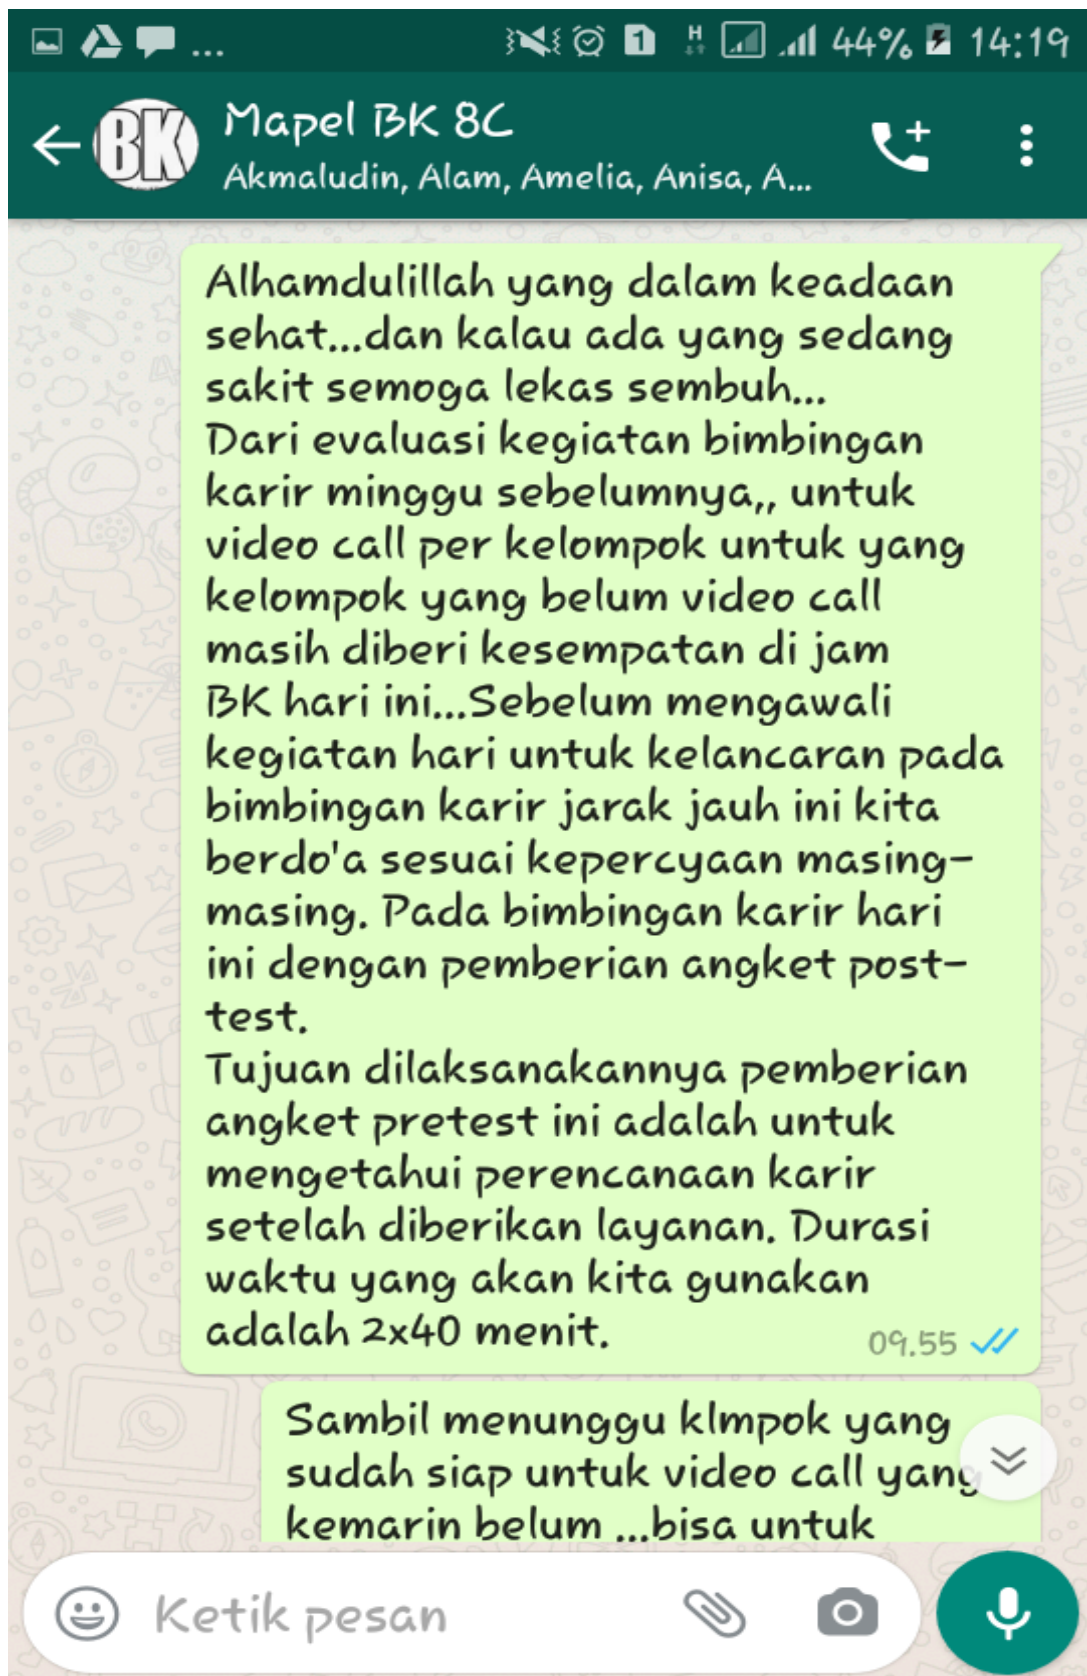 ... 1 H 44% 14:19
BK Mapel BK 8C
Akmaludin, Alam, Amelia, Anisa, A...
Alhamdulillah yang dalam keadaan
sehat...dan kalau ada yang sedang
sakit semoga lekas sembuh...
Dari evaluasi kegiatan bimbingan
karir minggu sebelumnya,, untuk
video call per kelompok untuk yang
kelompok yang belum video call
masih diberi kesempatan di jam
BK hari ini...Sebelum mengawali
kegiatan hari untuk kelancaran pada
bimbingan karir jarak jauh ini kita
berdo'a sesuai kepercyaan masing-
masing. Pada bimbingan karir hari
ini dengan pemberian angket post-
test.
Tujuan dilaksanakannya pemberian
angket pretest ini adalah untuk
mengetahui perencanaan karir
setelah diberikan layanan. Durasi
waktu yang akan kita gunakan
adalah 2x40 menit.
09.55
Sambil menunggu klmpok yang
sudah siap untuk video call yang
kemarin belum ...bisa untuk
Ketik pesan